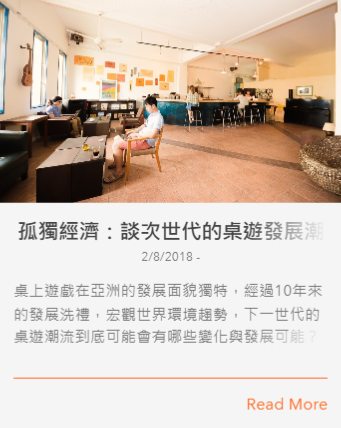 孤獨經濟：談次世代的桌遊發展潮
2/8/2018 -
桌上遊戲在亞洲的發展面貌獨特，經過10年來
的發展洗禮，宏觀世界環境趨勢，下一世代的
桌遊潮流到底可能會有哪些變化與發展可能？
Read More